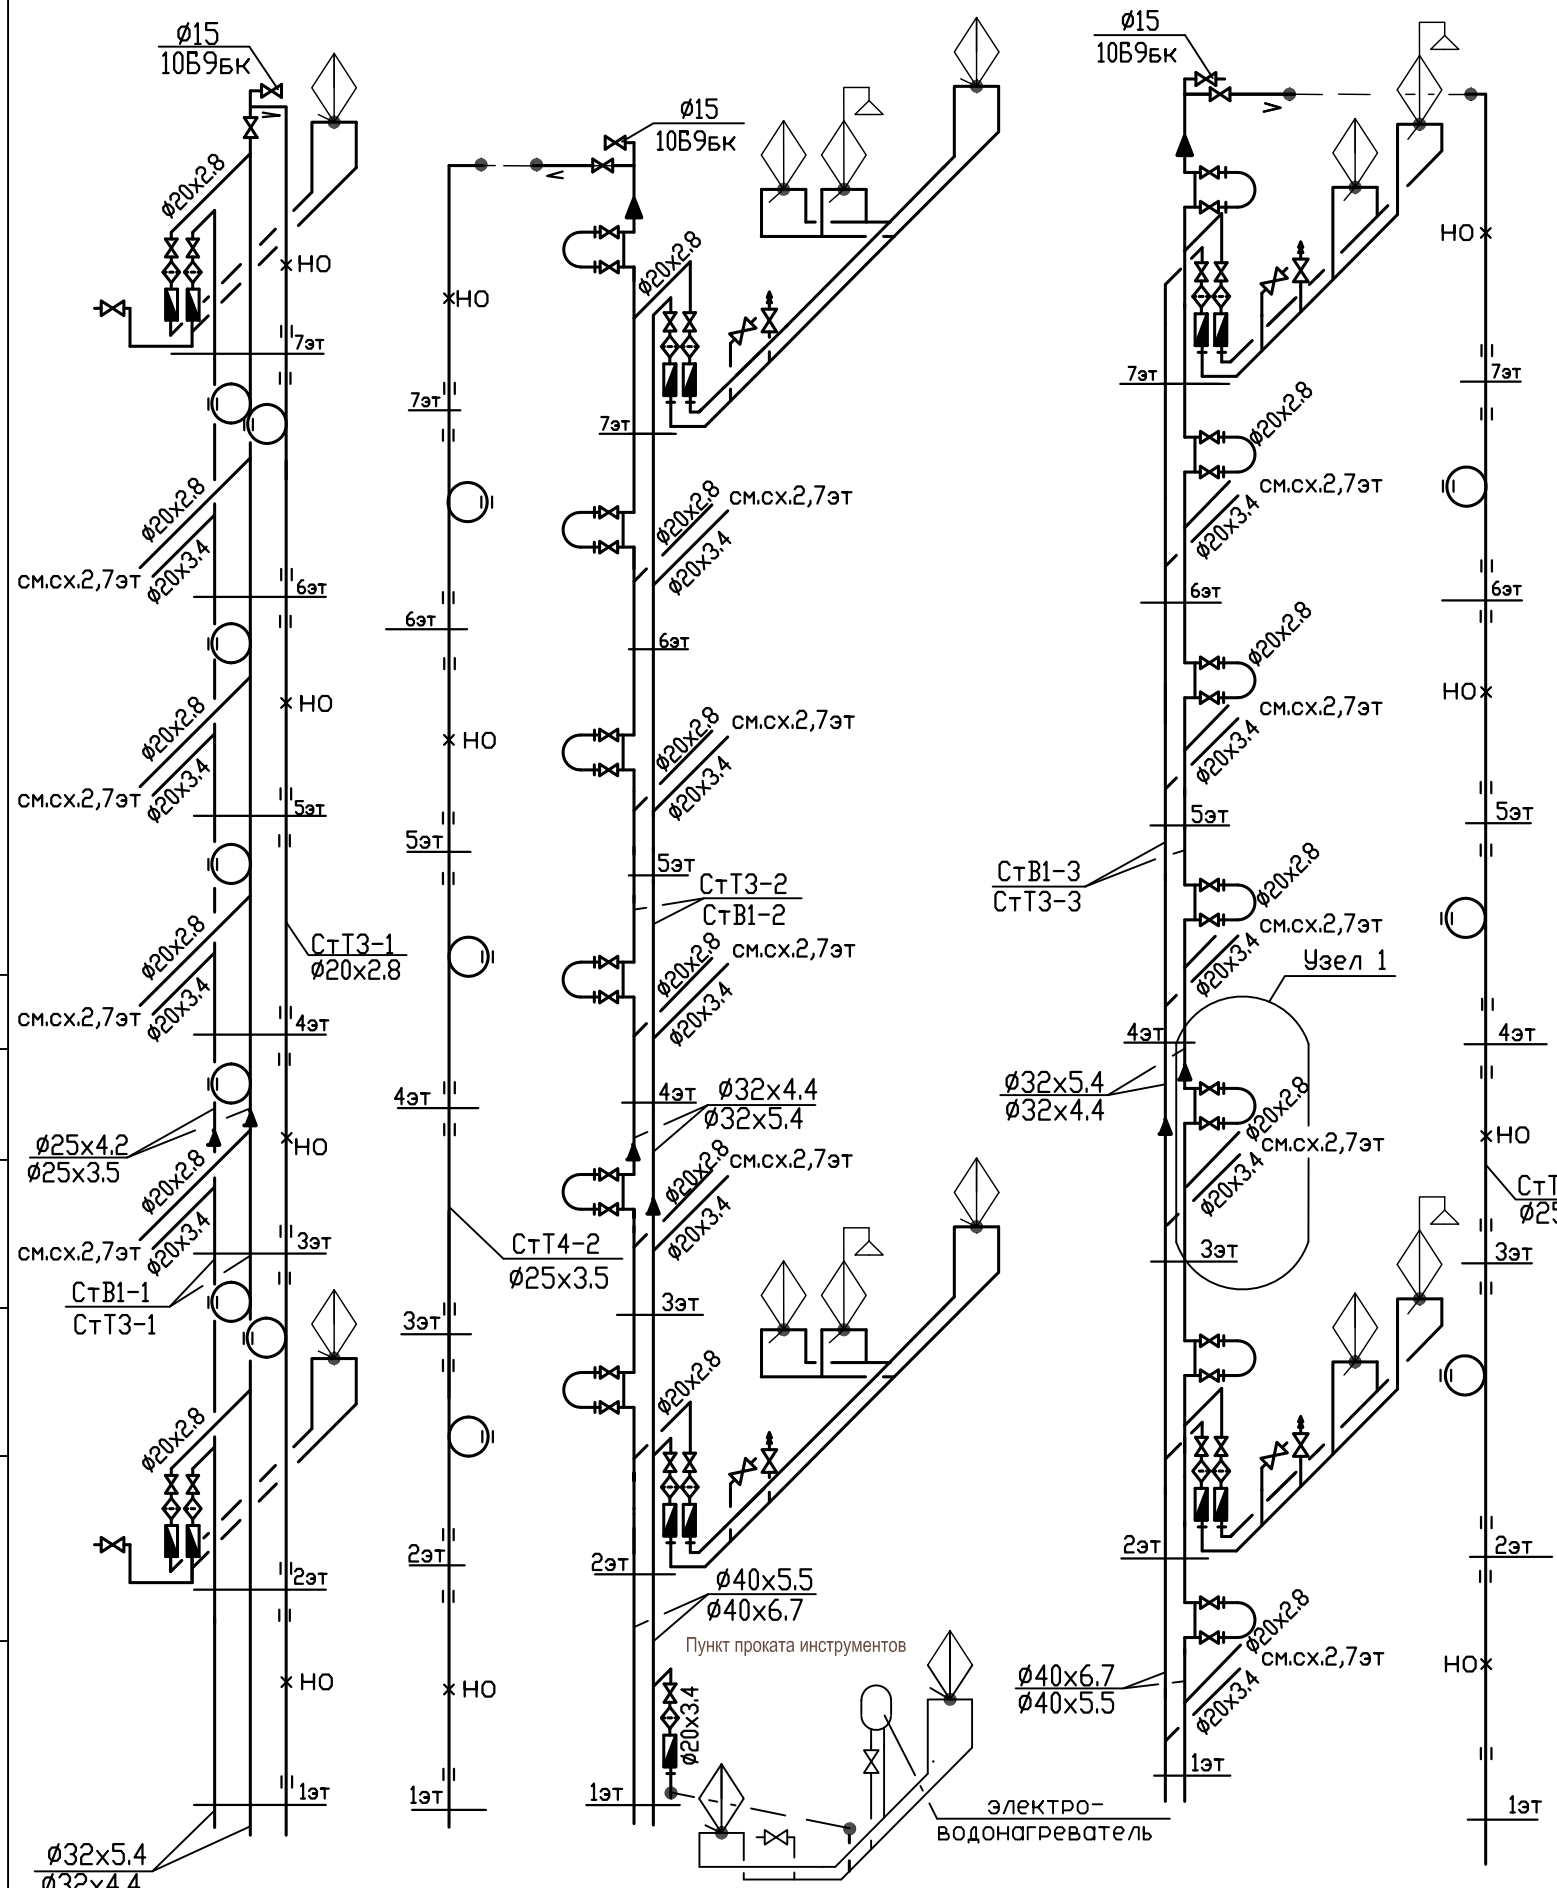 Ø15
10Б9бк
Ø20x2.8
НО
7эт
Ø20x2.8
см.сх.2,7эт
Ø20x3.4
6эт
НО
Ø20x2.8
см.сх.2,7эт
Ø20x3.4
5эт
СтТ3-1
Ø20x2.8
Ø20x2.8
см.сх.2,7эт
Ø20x3.4
4эт
Ø25x4.2
Ø25x3.5
НО
Ø20x2.8
см.сх.2,7эт
Ø20x3.4
3эт
СтВ1-1
СтТ3-1
Ø20x2.8
2эт
НО
1эт
Ø32x5.4
Ø32x4.4
НО
7эт
6эт
НО
5эт
4эт
СтТ4-2
Ø25x3.5
3эт
2эт
НО
1эт
Ø15
10Б9бк
Ø20x2.8
7эт
Ø20x2.8
см.сх.2,7эт
Ø20x3.4
6эт
Ø20x2.8
см.сх.2,7эт
Ø20x3.4
5эт
СтТ3-2
СтВ1-2
Ø20x2.8
см.сх.2,7эт
Ø20x3.4
4эт
Ø32x4.4
Ø32x5.4
Ø20x2.8
см.сх.2,7эт
Ø20x3.4
3эт
Ø20x2.8
2эт
Ø40x5.5
Ø40x6.7
Пункт проката инструментов
Ø20x3.4
1эт
электро-
водонагреватель
Ø15
10Б9бк
7эт
Ø20x2.8
см.сх.2,7эт
Ø20x3.4
6эт
Ø20x2.8
см.сх.2,7эт
Ø20x3.4
5эт
СтВ1-3
СтТ3-3
Ø20x2.8
см.сх.2,7эт
Ø20x3.4
Узел 1
4эт
Ø32x5.4
Ø32x4.4
Ø20x2.8
см.сх.2,7эт
Ø20x3.4
3эт
2эт
Ø20x2.8
см.сх.2,7эт
Ø20x3.4
Ø40x6.7
Ø40x5.5
1эт
НО
7эт
6эт
НО
5эт
4эт
НО
СтТ
Ø25
3эт
2эт
НО
1эт